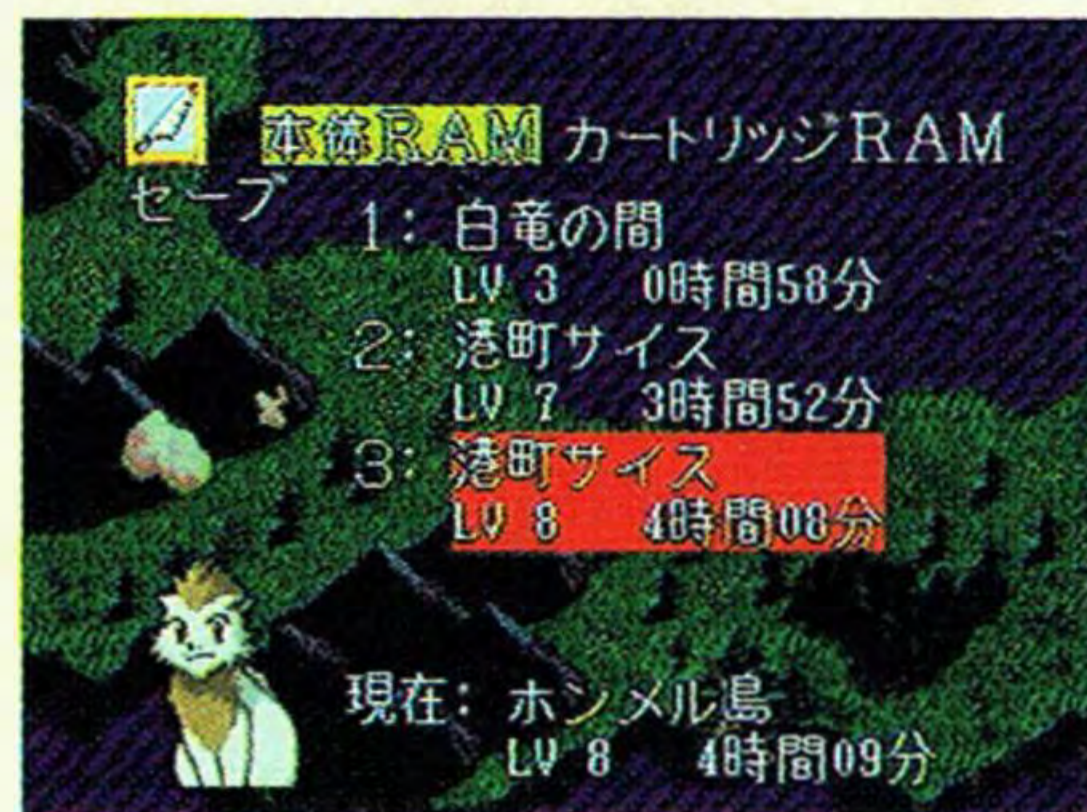 本体RAM カートリッジRAM
セーブ
1: 白竜の間
LV 3 0時間58分
2: 港町サイス
LV 7 3時間52分
3: 港町サイス
LV 8 4時間08分
現在: ホンメル島
LV 8 4時間09分